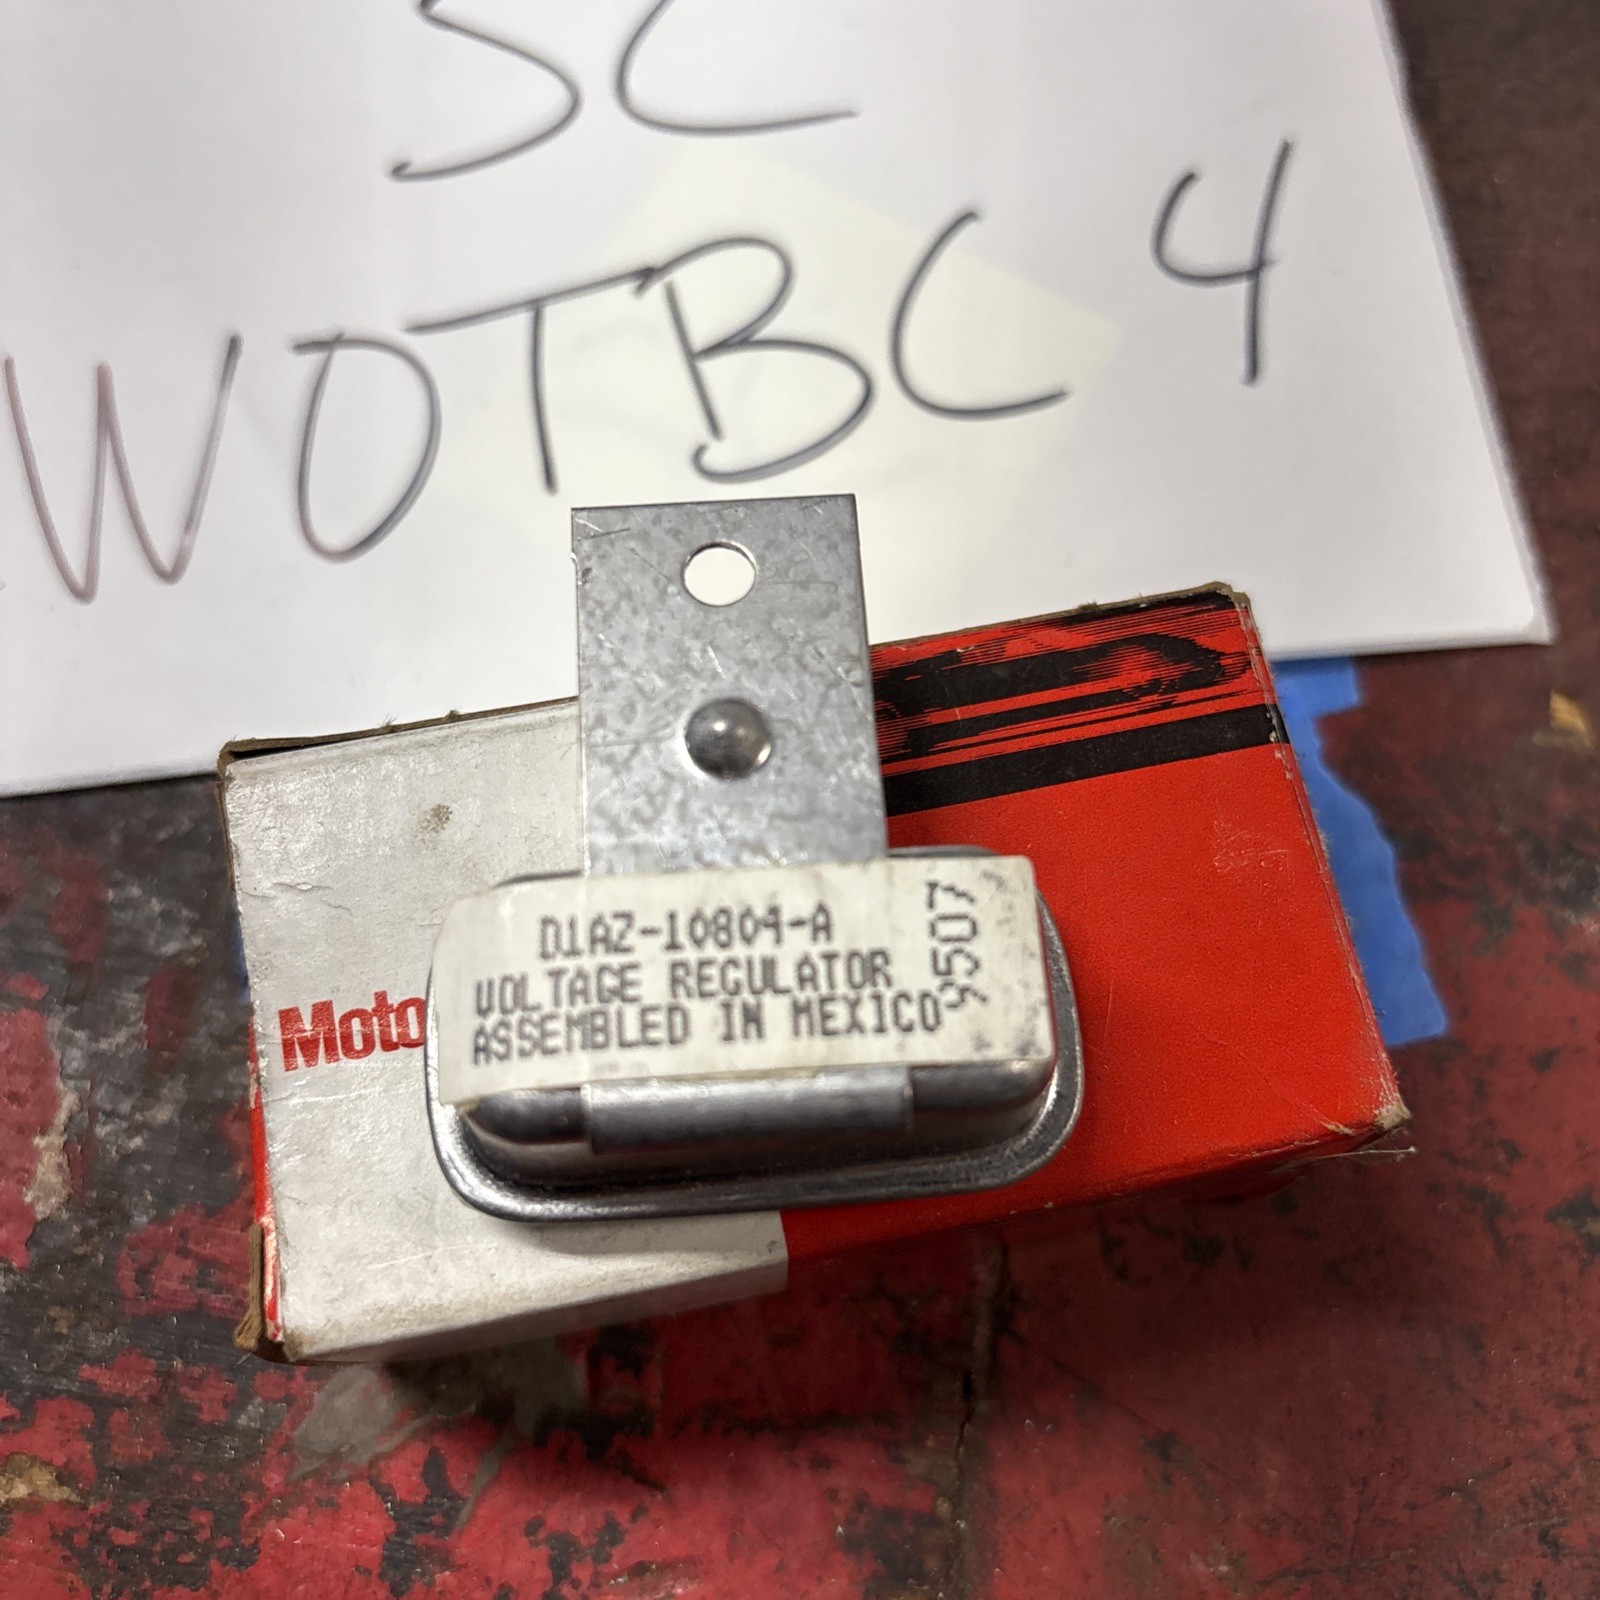 SC
WOTBC 4
Moto
D1AZ-10804-A
VOLTAGE REGULATOR
ASSEMBLED IN MEXICO
9507